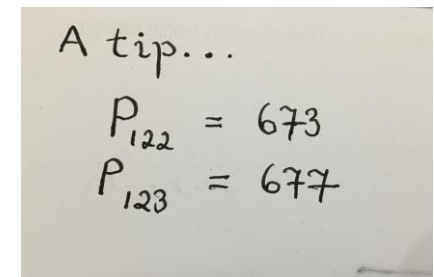 A tip...
P₁₂₂ = 673
P₁₂₃ = 677